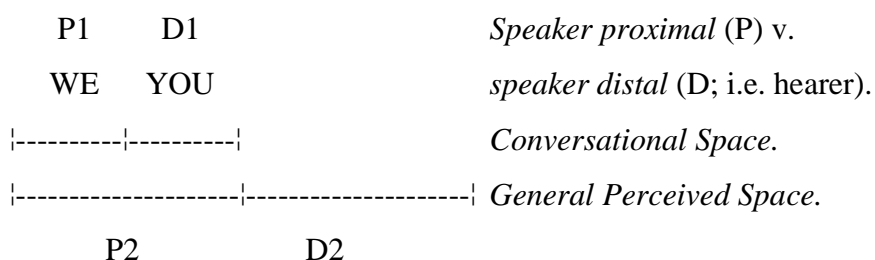 P1 D1 Speaker proximal (P) v.
WE YOU speaker distal (D; i.e. hearer).
¦----------¦----------¦ Conversational Space.
¦---------------------¦---------------------¦ General Perceived Space.
P2 D2